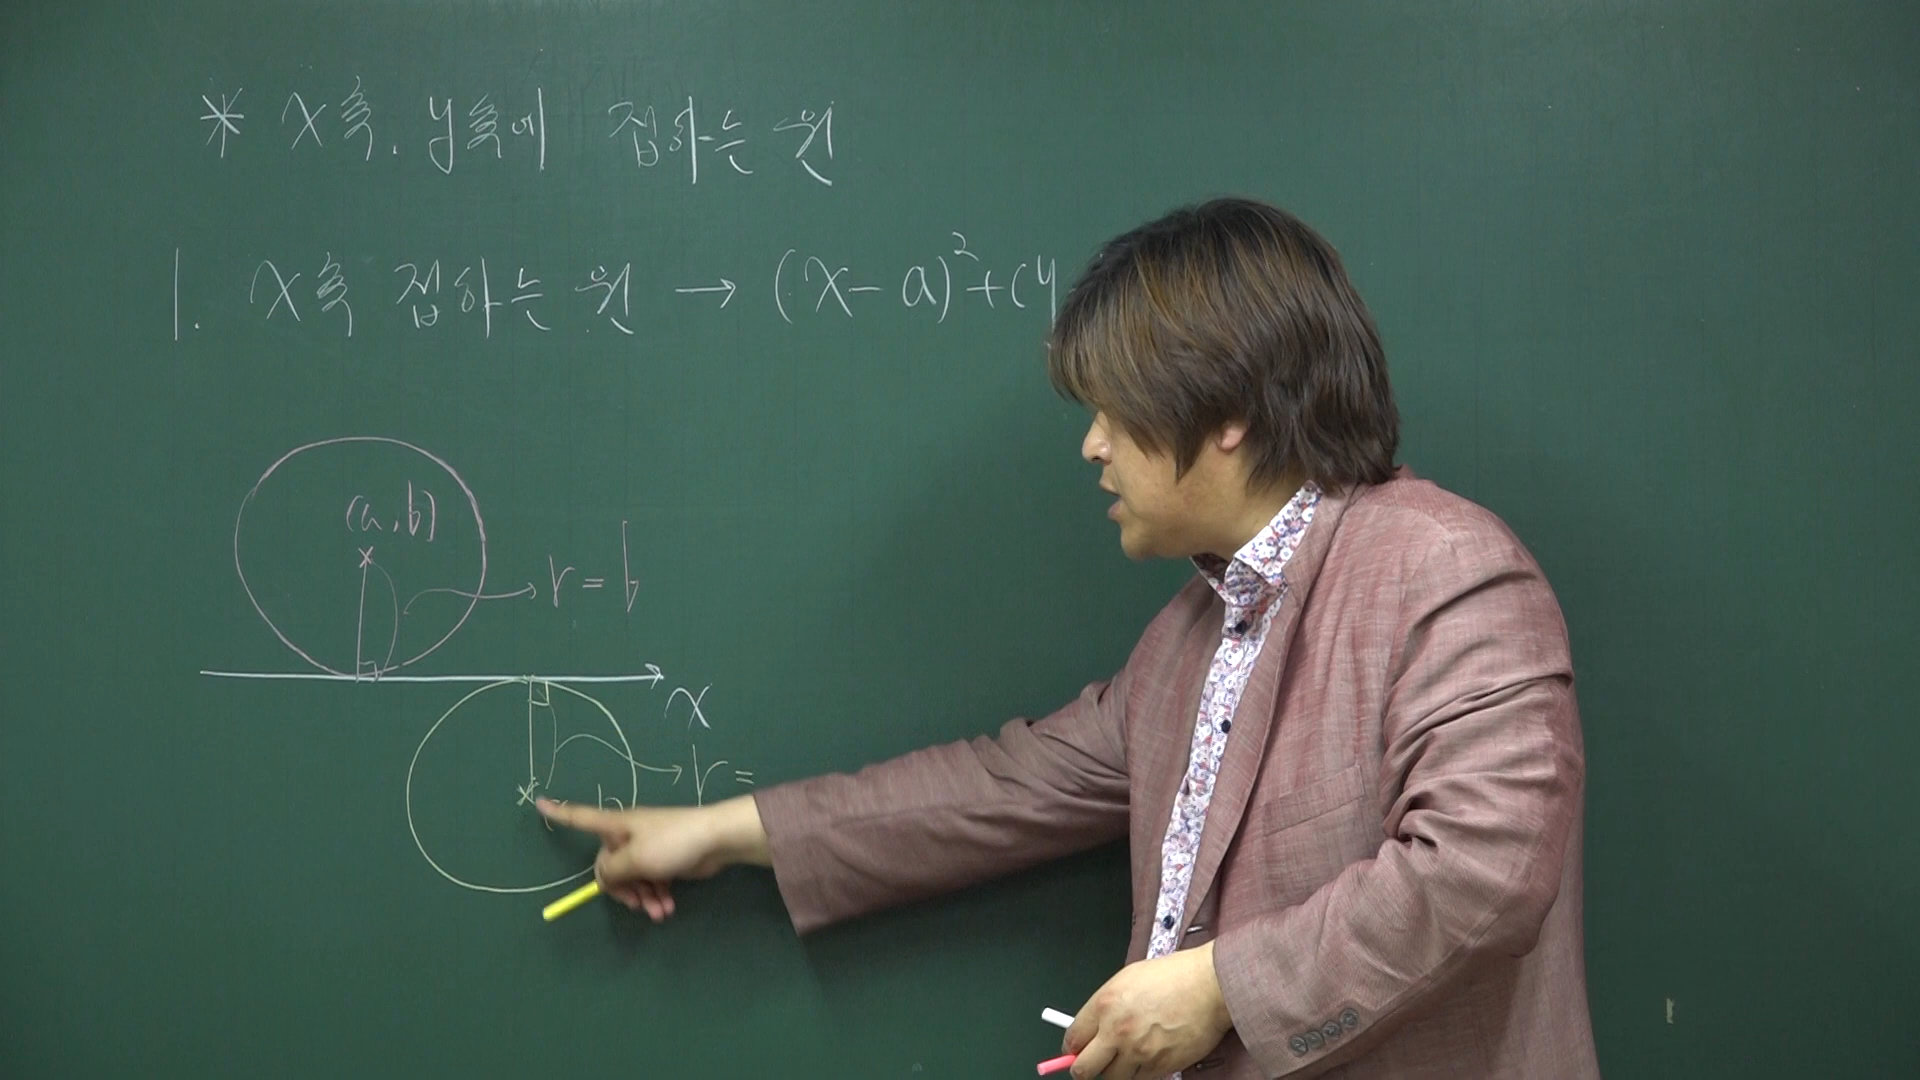 * x축, y축에 접하는 원
1. x축 접하는 원 → (x-a)²+(y
(a,b)
r=b
x
r=